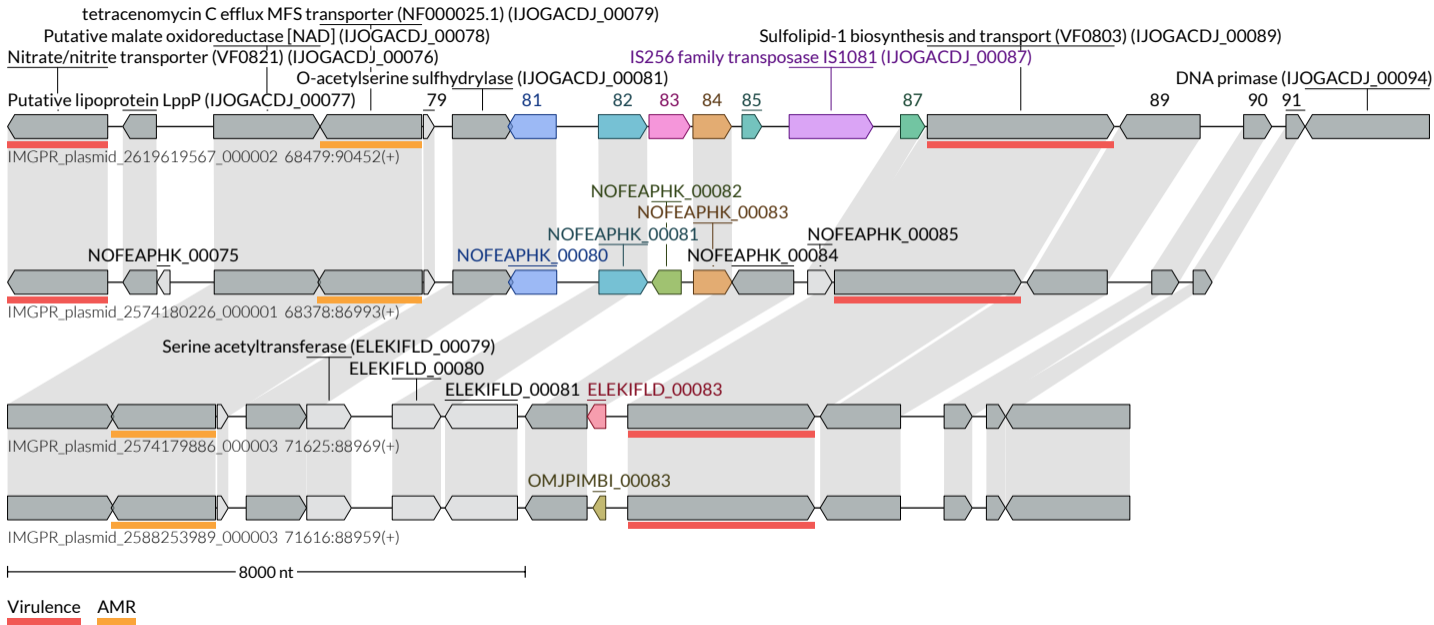 tetracenomycin C efflux MFS transporter (NF000025.1) (IJOGACDJ_00079)
Putative malate oxidoreductase [NAD] (IJOGACDJ_00078)
Sulfolipid-1 biosynthesis and transport (VF0803) (IJOGACDJ_00089)
Nitrate/nitrite transporter (VF0821) (IJOGACDJ_00076)
IS256 family transposase IS1081 (IJOGACDJ_00087)
O-acetylserine sulfhydrylase (IJOGACDJ_00081)
DNA primase (IJOGACDJ_00094)
Putative lipoprotein LppP (IJOGACDJ_00077)
79 81 82 83 84 85 87 89 90 91
IMGPR_plasmid_2619619567_000002 68479:90452(+)
NOFEAPHK_00082
NOFEAPHK_00083
NOFEAPHK_00081
NOFEAPHK_00085
NOFEAPHK_00075
NOFEAPHK_00080
NOFEAPHK_00084
IMGPR_plasmid_2574180226_000001 68378:86993(+)
Serine acetyltransferase (ELEKIFLD_00079)
ELEKIFLD_00080
ELEKIFLD_00081
ELEKIFLD_00083
IMGPR_plasmid_2574179886_000003 71625:88969(+)
OMJPIMBI_00083
IMGPR_plasmid_2588253989_000003 71616:88959(+)
8000 nt
Virulence AMR